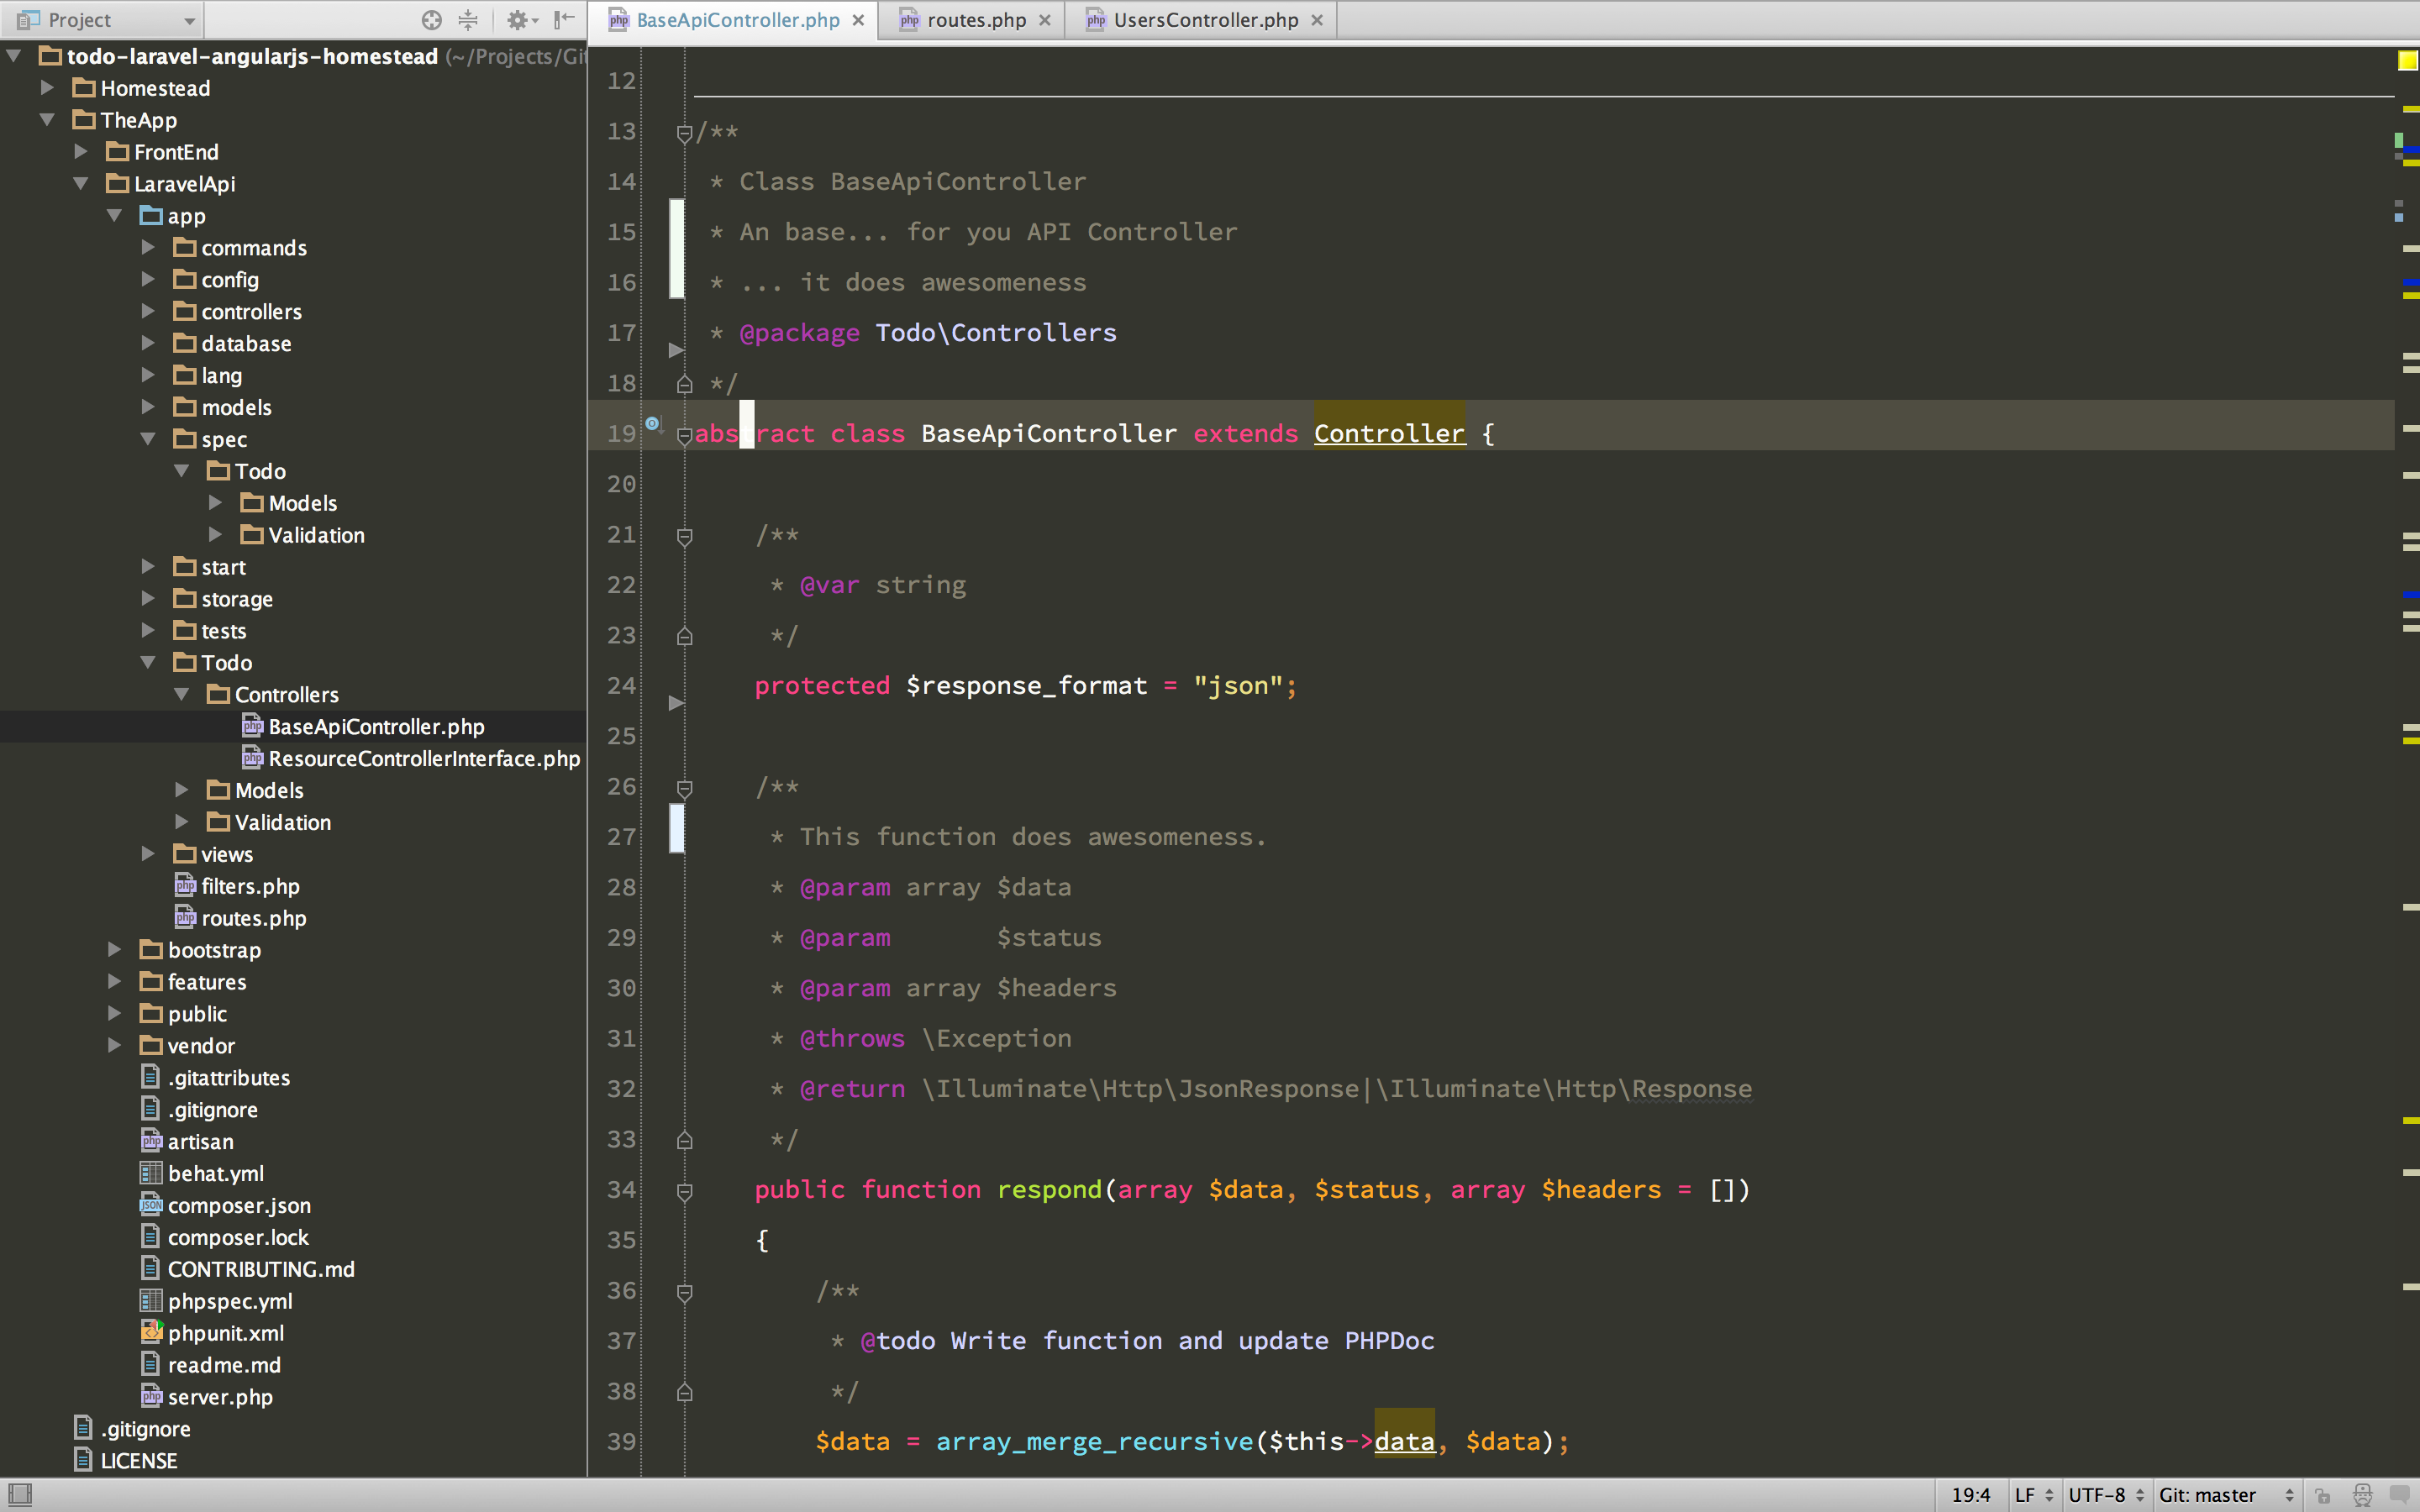 Project
BaseApiController.php
routes.php
UsersController.php
todo-laravel-angularjs-homestead (~/Projects/Git
Homestead
TheApp
FrontEnd
LaravelApi
app
commands
config
controllers
database
lang
models
spec
Todo
Models
Validation
start
storage
tests
Todo
Controllers
BaseApiController.php
ResourceControllerInterface.php
Models
Validation
views
filters.php
routes.php
bootstrap
features
public
vendor
.gitattributes
.gitignore
artisan
behat.yml
composer.json
composer.lock
CONTRIBUTING.md
phpspec.yml
phpunit.xml
readme.md
server.php
.gitignore
LICENSE
12
13 /**
14 * Class BaseApiController
15 * An base... for you API Controller
16 * ... it does awesomeness
17 * @package Todo\Controllers
18 */
19 abstract class BaseApiController extends Controller {
20
21 /**
22 * @var string
23 */
24 protected $response_format = "json";
25
26 /**
27 * This function does awesomeness.
28 * @param array $data
29 * @param $status
30 * @param array $headers
31 * @throws \Exception
32 * @return \Illuminate\Http\JsonResponse|\Illuminate\Http\Response
33 */
34 public function respond(array $data, $status, array $headers = [])
35 {
36 /**
37 * @todo Write function and update PHPDoc
38 */
39 $data = array_merge_recursive($this->data, $data);
19:4 LF UTF-8 Git: master